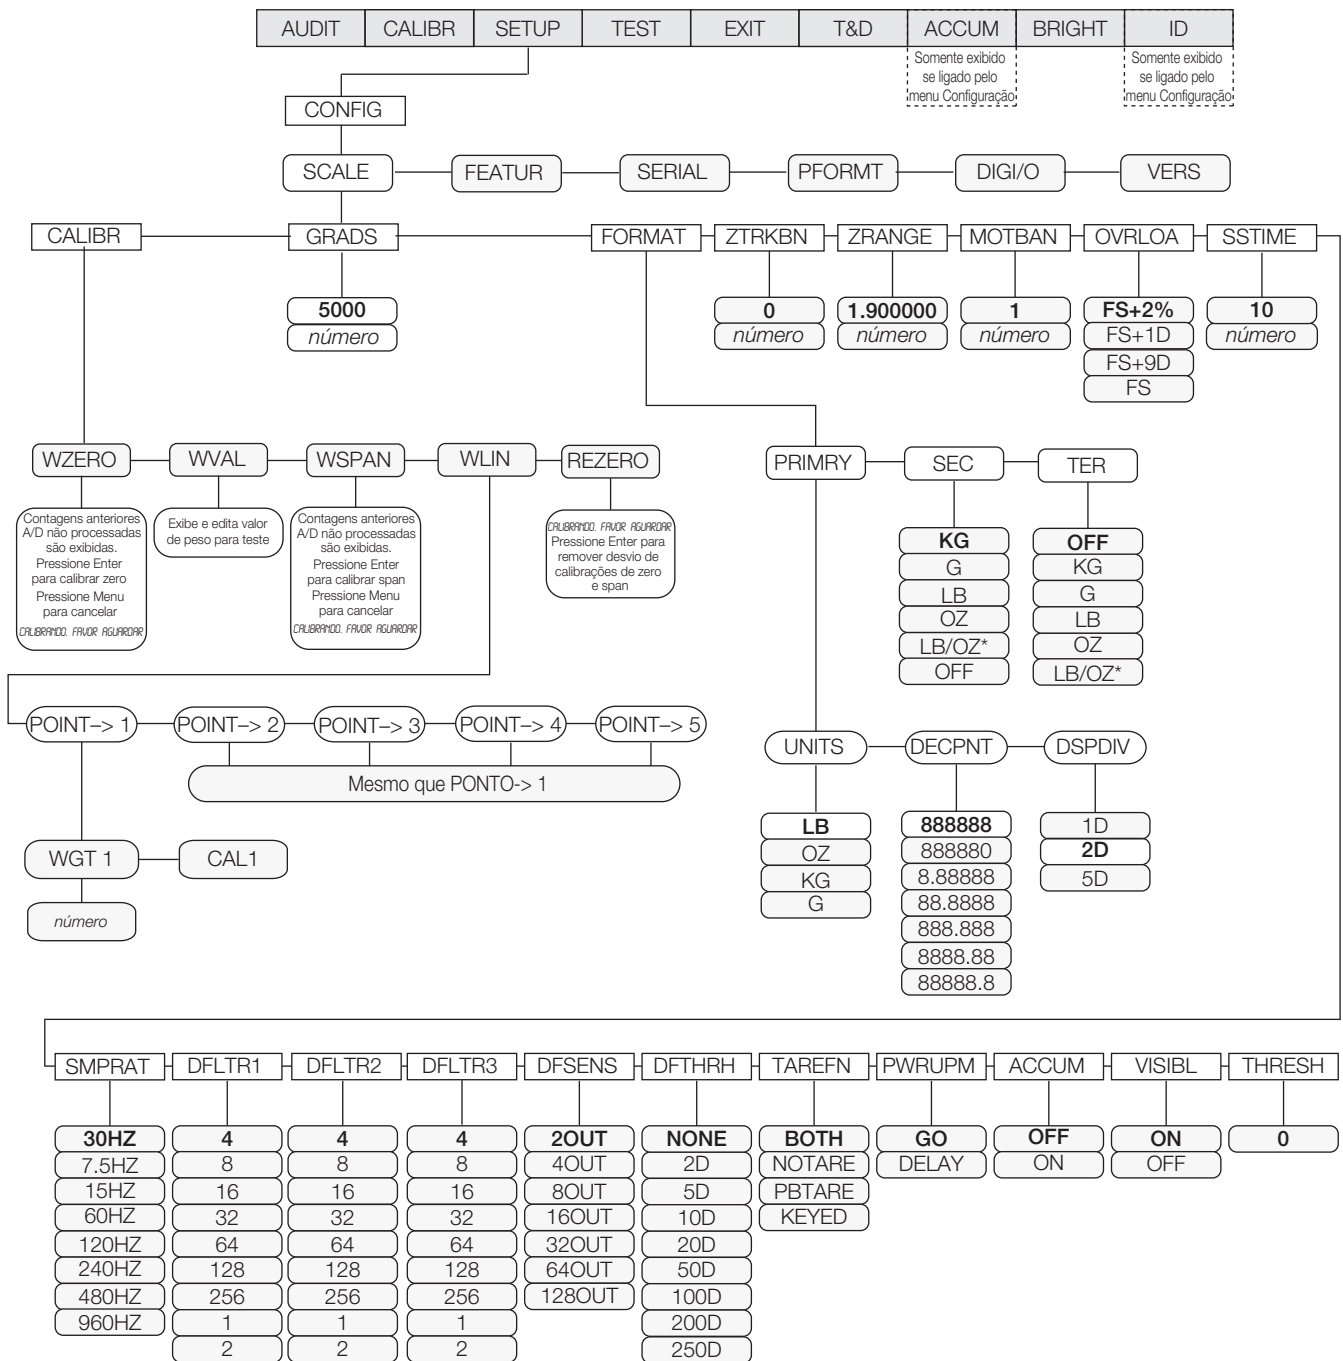 AUDIT CALIBR SETUP TEST EXIT T&D ACCUM BRIGHT ID
Somente exibido
se ligado pelo
menu Configuração
Somente exibido
se ligado pelo
menu Configuração
CONFIG
SCALE FEATUR SERIAL PFORMT DIGI/O VERS
CALIBR GRADS FORMAT ZTRKBN ZRANGE MOTBAN OVRLOA SSTIME
5000
número
0
número
1.900000
número
1
número
FS+2%
FS+1D
FS+9D
FS
10
número
WZERO WVAL WSPAN WLIN REZERO
Contagens anteriores
A/D não processadas
são exibidas.
Pressione Enter
para calibrar zero
Pressione Menu
para cancelar
CALIBRANDO. FAVOR AGUARDAR
Exibe e edita valor
de peso para teste
Contagens anteriores
A/D não processadas
são exibidas.
Pressione Enter
para calibrar span
Pressione Menu
para cancelar
CALIBRANDO. FAVOR AGUARDAR
CALIBRANDO. FAVOR AGUARDAR
Pressione Enter para
remover desvio de
calibrações de zero
e span
PRIMRY SEC TER
KG
G
LB
OZ
LB/OZ*
OFF
OFF
KG
G
LB
OZ
LB/OZ*
POINT–> 1 POINT–> 2 POINT–> 3 POINT–> 4 POINT–> 5
Mesmo que PONTO-> 1
WGT 1 CAL1
número
UNITS DECPNT DSPDIV
LB
OZ
KG
G
888888
888880
8.88888
88.8888
888.888
8888.88
88888.8
1D
2D
5D
SMPRAT DFLTR1 DFLTR2 DFLTR3 DFSENS DFTHRH TAREFN PWRUPM ACCUM VISIBL THRESH
30HZ
7.5HZ
15HZ
60HZ
120HZ
240HZ
480HZ
960HZ
4
8
16
32
64
128
256
1
2
4
8
16
32
64
128
256
1
2
4
8
16
32
64
128
256
1
2
2OUT
4OUT
8OUT
16OUT
32OUT
64OUT
128OUT
NONE
2D
5D
10D
20D
50D
100D
200D
250D
BOTH
NOTARE
PBTARE
KEYED
GO
DELAY
OFF
ON
ON
OFF
0